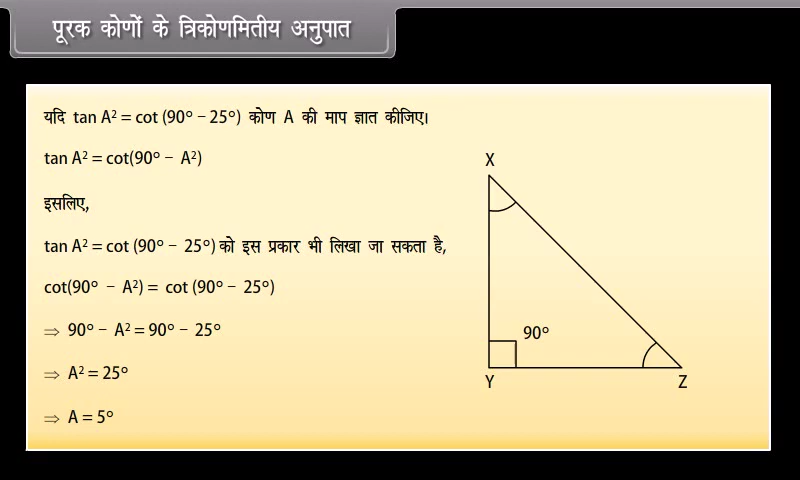 पूरक कोणों के त्रिकोणमितीय अनुपात
यदि tan A² = cot (90° – 25°) कोण A की माप ज्ञात कीजिए।
tan A² = cot(90° – A²)
इसलिए,
tan A² = cot (90° – 25°) को इस प्रकार भी लिखा जा सकता है,
cot(90° – A²) = cot (90° – 25°)
⇒ 90° – A² = 90° – 25°
⇒ A² = 25°
⇒ A = 5°
X
90°
Y Z